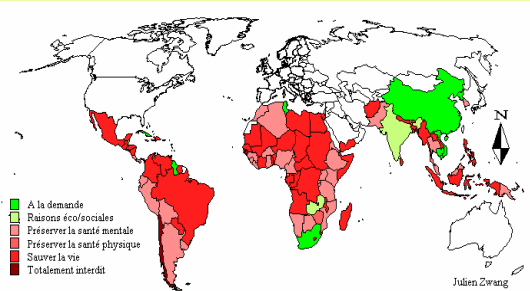 N
A la demande
Raisons éco/sociales
Préserver la santé mentale
Préserver la santé physique
Sauver la vie
Totalement interdit
Julien Zwang